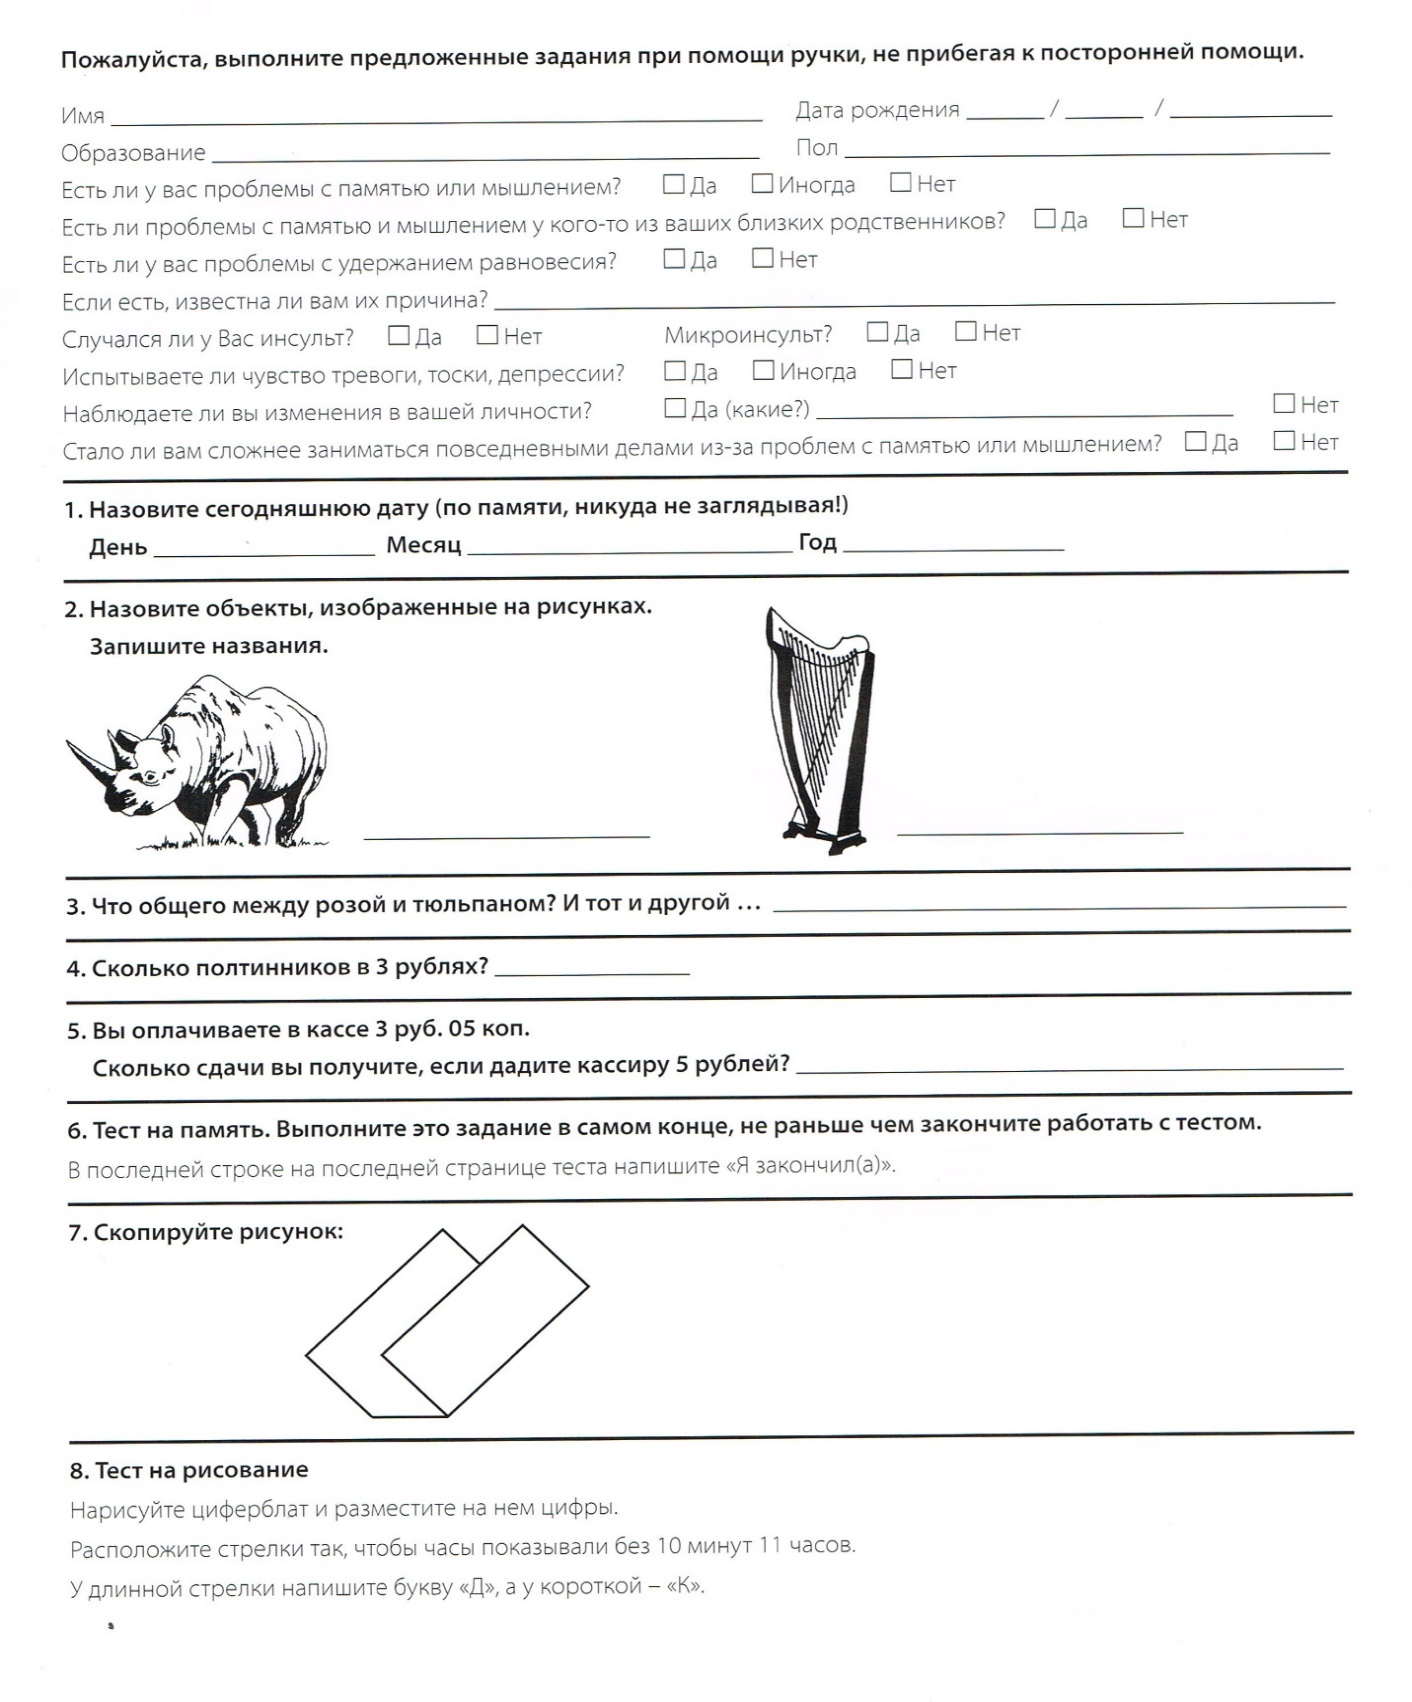 Пожалуйста, выполните предложенные задания при помощи ручки, не прибегая к посторонней помощи.
Имя Дата рождения / /
Образование Пол
Есть ли у вас проблемы с памятью или мышлением? Да Иногда Нет
Есть ли проблемы с памятью и мышлением у кого-то из ваших близких родственников? Да Нет
Есть ли у вас проблемы с удержанием равновесия? Да Нет
Если есть, известна ли вам их причина?
Случался ли у Вас инсульт? Да Нет Микроинсульт? Да Нет
Испытываете ли чувство тревоги, тоски, депрессии? Да Иногда Нет
Наблюдаете ли вы изменения в вашей личности? Да (какие?) Нет
Стало ли вам сложнее заниматься повседневными делами из-за проблем с памятью или мышлением? Да Нет
1. Назовите сегодняшнюю дату (по памяти, никуда не заглядывая!)
День Месяц Год
2. Назовите объекты, изображенные на рисунках.
Запишите названия.
3. Что общего между розой и тюльпаном? И тот и другой ...
4. Сколько полтинников в 3 рублях?
5. Вы оплачиваете в кассе 3 руб. 05 коп.
Сколько сдачи вы получите, если дадите кассиру 5 рублей?
6. Тест на память. Выполните это задание в самом конце, не раньше чем закончите работать с тестом.
В последней строке на последней странице теста напишите «Я закончил(а)».
7. Скопируйте рисунок:
8. Тест на рисование
Нарисуйте циферблат и разместите на нем цифры.
Расположите стрелки так, чтобы часы показывали без 10 минут 11 часов.
У длинной стрелки напишите букву «Д», а у короткой – «К».